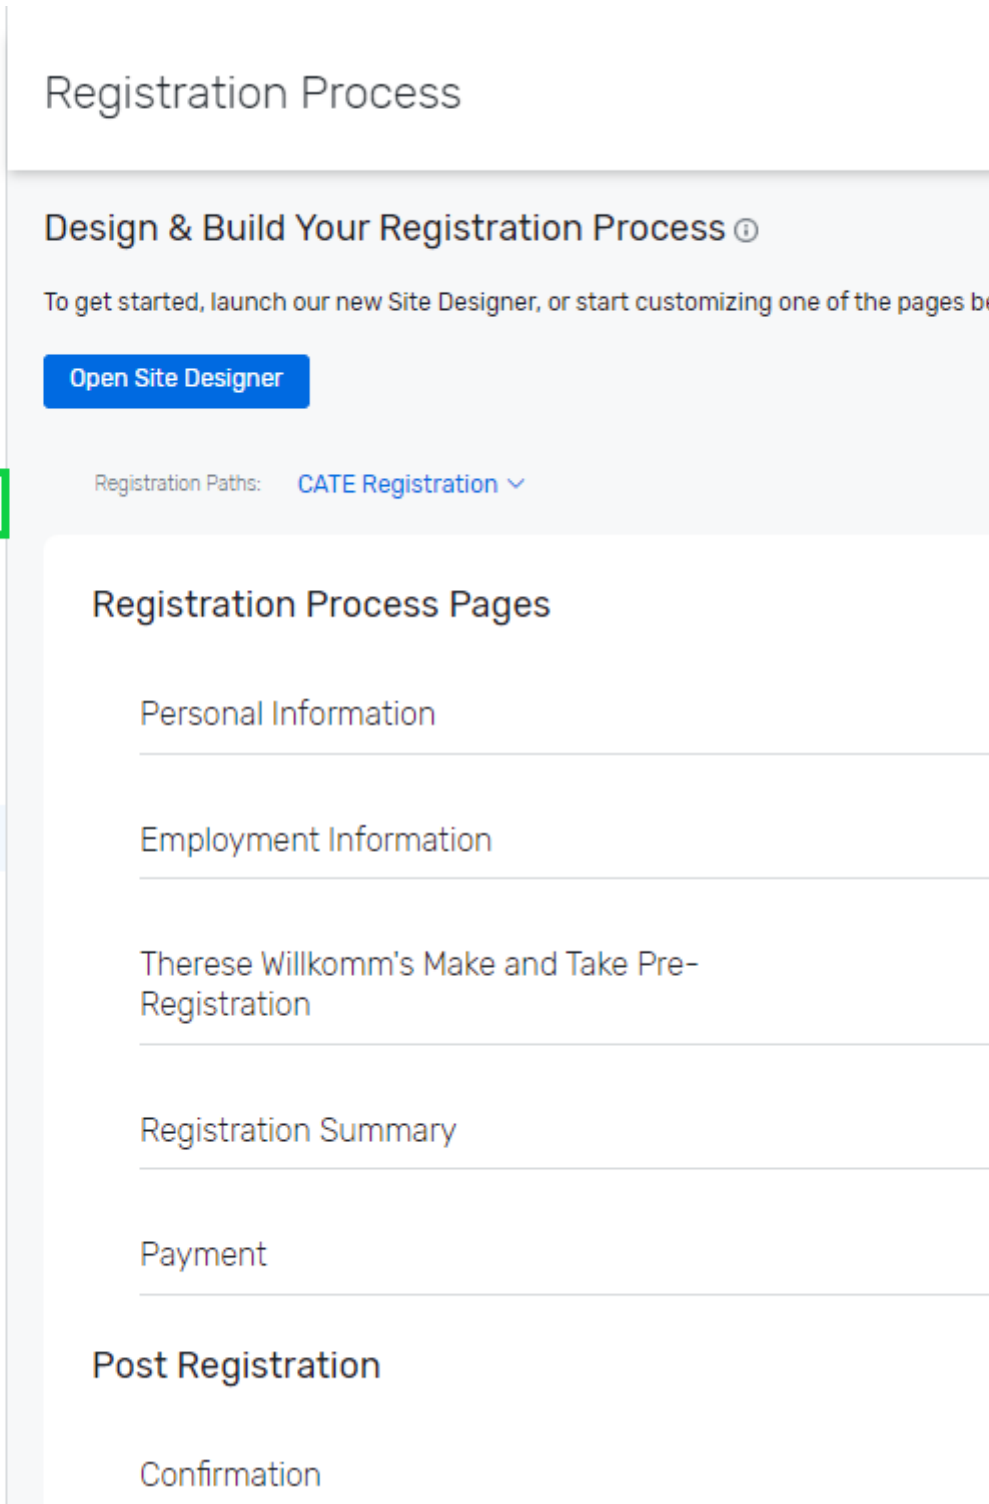 Registration Process
Design & Build Your Registration Process
To get started, launch our new Site Designer, or start customizing one of the pages
Open Site Designer
Registration Paths: CATE Registration
Registration Process Pages
Personal Information
Employment Information
Therese Willkomm's Make and Take Pre-
Registration
Registration Summary
Payment
Post Registration
Confirmation